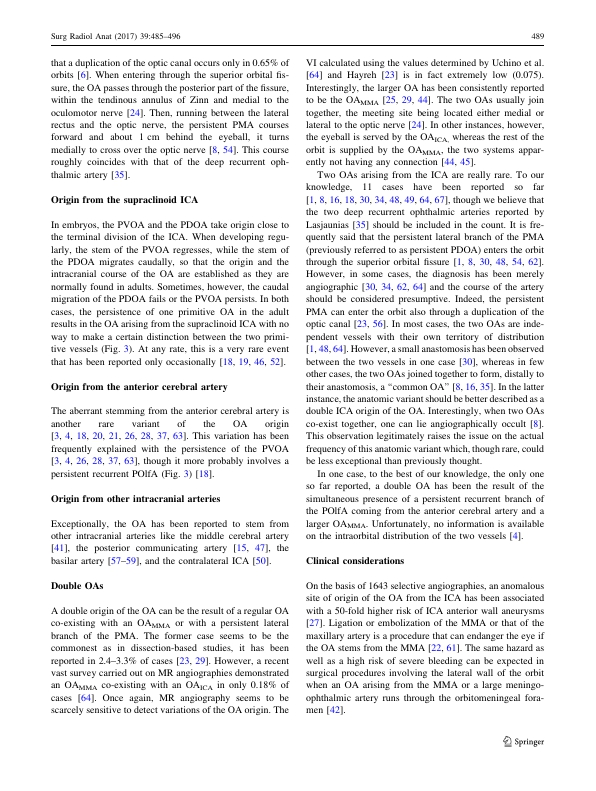 Surg Radiol Anat (2017) 39:485–496
489
that a duplication of the optic canal occurs only in 0.65% of
orbits [6]. When entering through the superior orbital fis-
sure, the OA passes through the posterior part of the fissure,
within the tendinous annulus of Zinn and medial to the
oculomotor nerve [24]. Then, running between the lateral
rectus and the optic nerve, the persistent PMA courses
forward and about 1 cm behind the eyeball, it turns
medially to cross over the optic nerve [8, 54]. This course
roughly coincides with that of the deep recurrent oph-
thalmic artery [35].
Origin from the supraclinoid ICA
In embryos, the PVOA and the PDOA take origin close to
the terminal division of the ICA. When developing regu-
larly, the stem of the PVOA regresses, while the stem of
the PDOA migrates caudally, so that the origin and the
intracranial course of the OA are established as they are
normally found in adults. Sometimes, however, the caudal
migration of the PDOA fails or the PVOA persists. In both
cases, the persistence of one primitive OA in the adult
results in the OA arising from the supraclinoid ICA with no
way to make a certain distinction between the two primi-
tive vessels (Fig. 3). At any rate, this is a very rare event
that has been reported only occasionally [18, 19, 46, 52].
Origin from the anterior cerebral artery
The aberrant stemming from the anterior cerebral artery is
another rare variant of the OA origin
[3, 4, 18, 20, 21, 26, 28, 37, 63]. This variation has been
frequently explained with the persistence of the PVOA
[3, 4, 26, 28, 37, 63], though it more probably involves a
persistent recurrent POlfA (Fig. 3) [18].
Origin from other intracranial arteries
Exceptionally, the OA has been reported to stem from
other intracranial arteries like the middle cerebral artery
[41], the posterior communicating artery [15, 47], the
basilar artery [57–59], and the contralateral ICA [50].
Double OAs
A double origin of the OA can be the result of a regular OA
co-existing with an OAMMA or with a persistent lateral
branch of the PMA. The former case seems to be the
commonest as in dissection-based studies, it has been
reported in 2.4–3.3% of cases [23, 29]. However, a recent
vast survey carried out on MR angiographies demonstrated
an OAMMA co-existing with an OAICA in only 0.18% of
cases [64]. Once again, MR angiography seems to be
scarcely sensitive to detect variations of the OA origin. The
VI calculated using the values determined by Uchino et al.
[64] and Hayreh [23] is in fact extremely low (0.075).
Interestingly, the larger OA has been consistently reported
to be the OAMMA [25, 29, 44]. The two OAs usually join
together, the meeting site being located either medial or
lateral to the optic nerve [24]. In other instances, however,
the eyeball is served by the OAICA, whereas the rest of the
orbit is supplied by the OAMMA, the two systems appar-
ently not having any connection [44, 45].
Two OAs arising from the ICA are really rare. To our
knowledge, 11 cases have been reported so far
[1, 8, 16, 18, 30, 34, 48, 49, 64, 67], though we believe that
the two deep recurrent ophthalmic arteries reported by
Lasjaunias [35] should be included in the count. It is fre-
quently said that the persistent lateral branch of the PMA
(previously referred to as persistent PDOA) enters the orbit
through the superior orbital fissure [1, 8, 30, 48, 54, 62].
However, in some cases, the diagnosis has been merely
angiographic [30, 34, 62, 64] and the course of the artery
should be considered presumptive. Indeed, the persistent
PMA can enter the orbit also through a duplication of the
optic canal [23, 56]. In most cases, the two OAs are inde-
pendent vessels with their own territory of distribution
[1, 48, 64]. However, a small anastomosis has been observed
between the two vessels in one case [30], whereas in few
other cases, the two OAs joined together to form, distally to
their anastomosis, a “common OA” [8, 16, 35]. In the latter
instance, the anatomic variant should be better described as a
double ICA origin of the OA. Interestingly, when two OAs
co-exist together, one can lie angiographically occult [8].
This observation legitimately raises the issue on the actual
frequency of this anatomic variant which, though rare, could
be less exceptional than previously thought.
In one case, to the best of our knowledge, the only one
so far reported, a double OA has been the result of the
simultaneous presence of a persistent recurrent branch of
the POlfA coming from the anterior cerebral artery and a
larger OAMMA. Unfortunately, no information is available
on the intraorbital distribution of the two vessels [4].
Clinical considerations
On the basis of 1643 selective angiographies, an anomalous
site of origin of the OA from the ICA has been associated
with a 50-fold higher risk of ICA anterior wall aneurysms
[27]. Ligation or embolization of the MMA or that of the
maxillary artery is a procedure that can endanger the eye if
the OA stems from the MMA [22, 61]. The same hazard as
well as a high risk of severe bleeding can be expected in
surgical procedures involving the lateral wall of the orbit
when an OA arising from the MMA or a large meningo-
ophthalmic artery runs through the orbitomeningeal fora-
men [42].
Springer